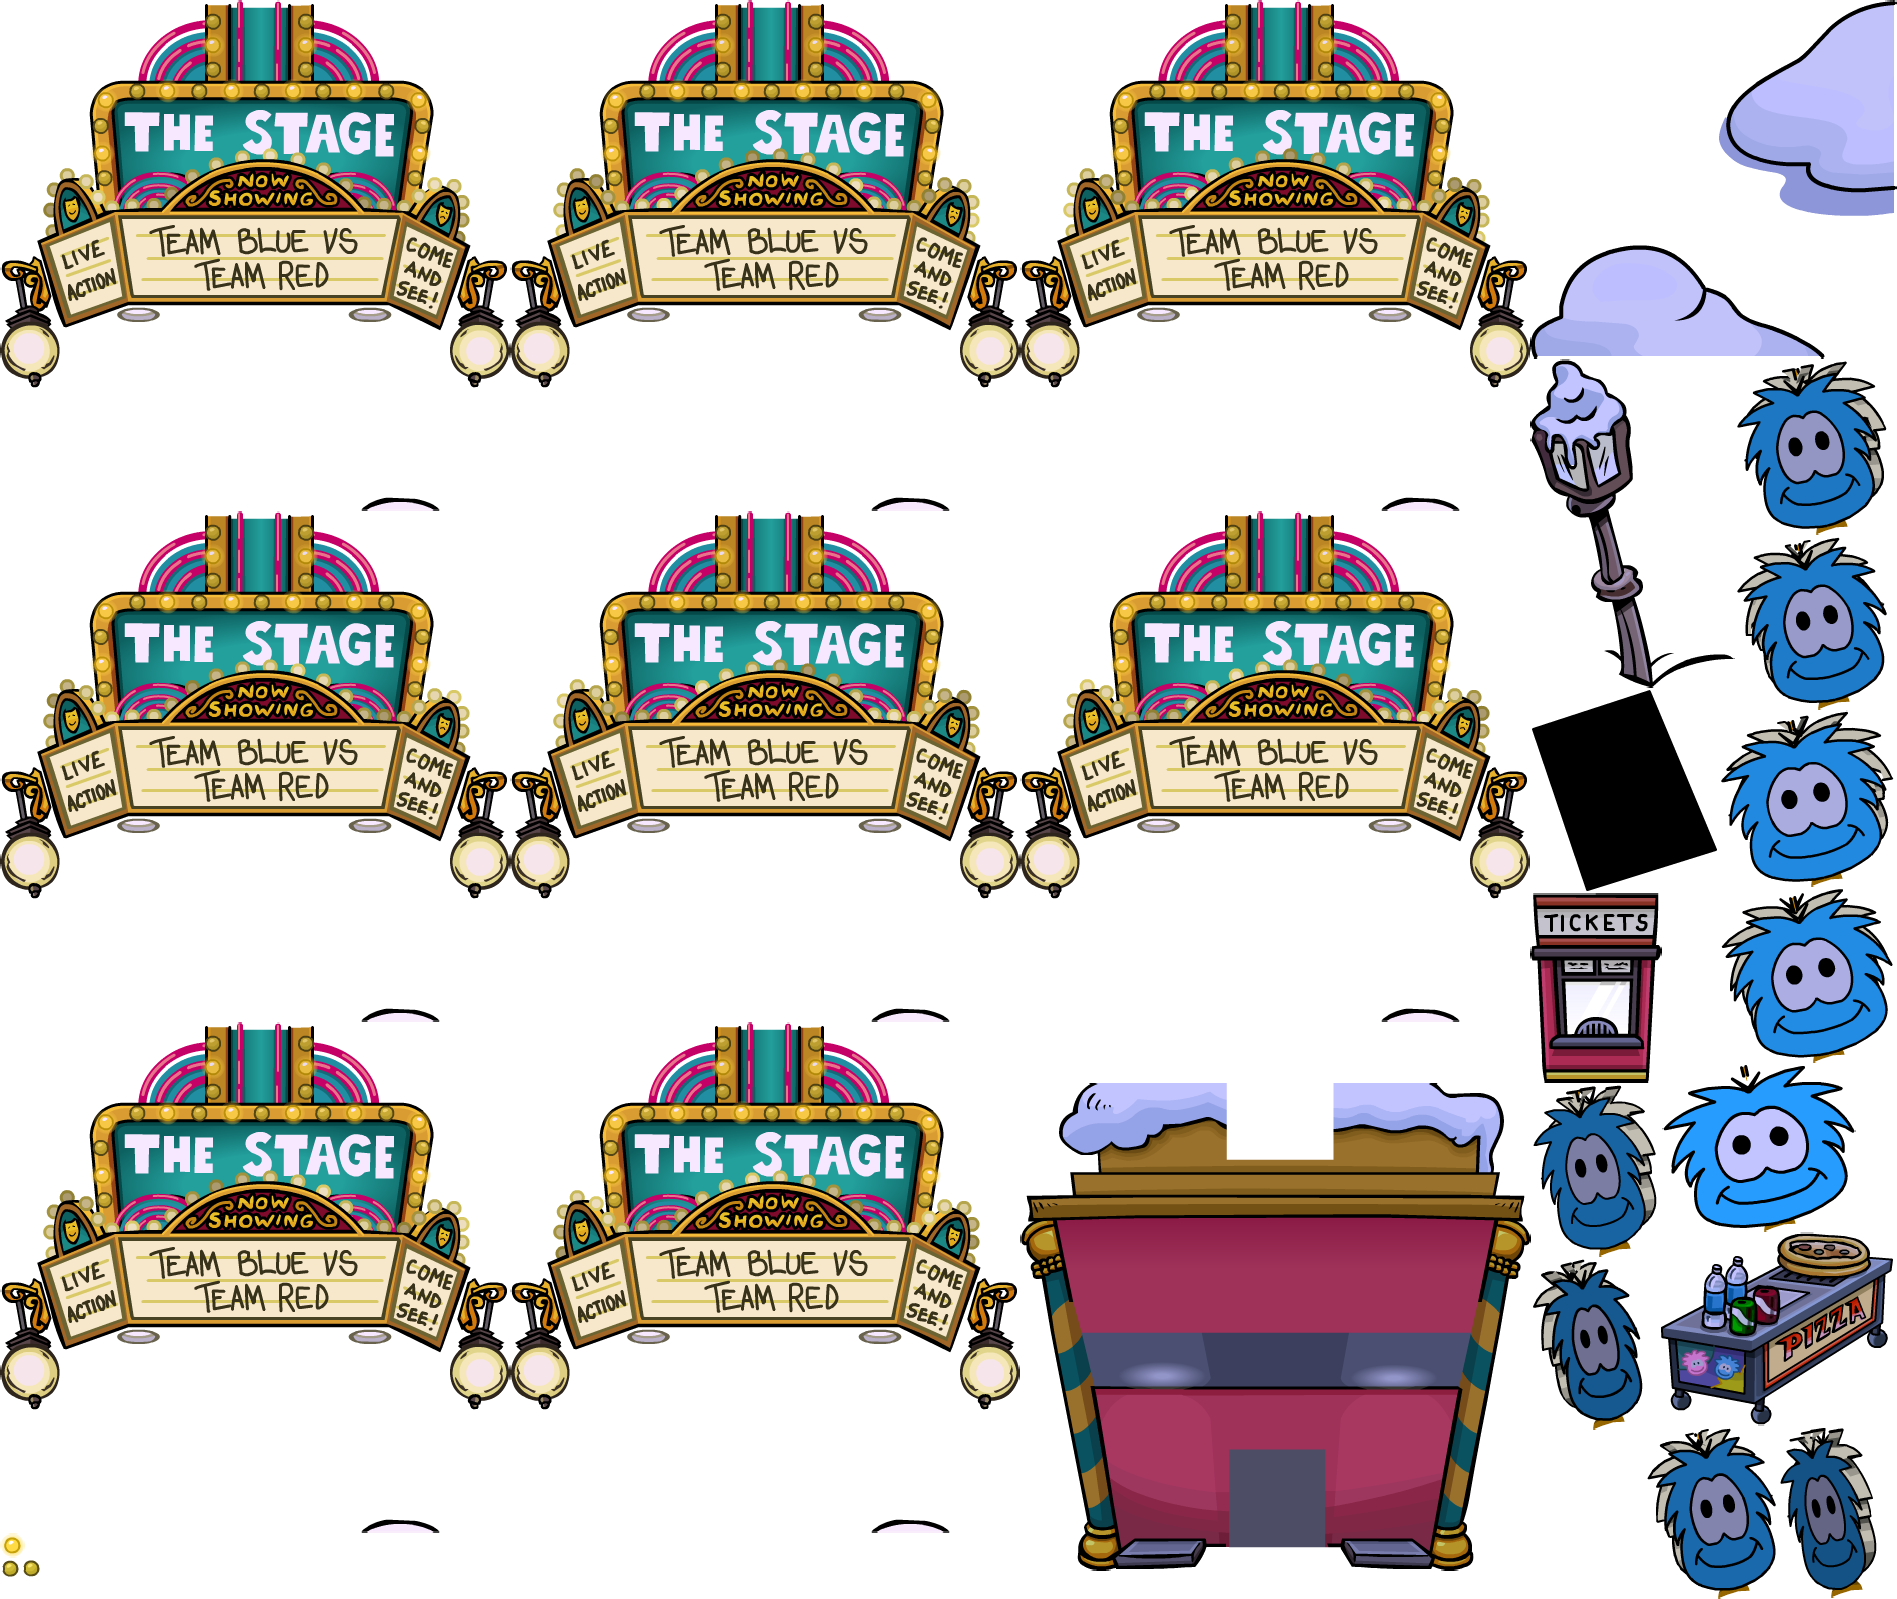 THE STAGE
NOW
SHOWING
LIVE
ACTION
TEAM BLUE VS
TEAM RED
COME
AND
SEE!
THE STAGE
NOW
SHOWING
LIVE
ACTION
TEAM BLUE VS
TEAM RED
COME
AND
SEE!
THE STAGE
NOW
SHOWING
LIVE
ACTION
TEAM BLUE VS
TEAM RED
COME
AND
SEE!
THE STAGE
NOW
SHOWING
LIVE
ACTION
TEAM BLUE VS
TEAM RED
COME
AND
SEE!
THE STAGE
NOW
SHOWING
LIVE
ACTION
TEAM BLUE VS
TEAM RED
COME
AND
SEE!
THE STAGE
NOW
SHOWING
LIVE
ACTION
TEAM BLUE VS
TEAM RED
COME
AND
SEE!
TICKETS
THE STAGE
NOW
SHOWING
LIVE
ACTION
TEAM BLUE VS
TEAM RED
COME
AND
SEE!
THE STAGE
NOW
SHOWING
LIVE
ACTION
TEAM BLUE VS
TEAM RED
COME
AND
SEE!
PIZZA